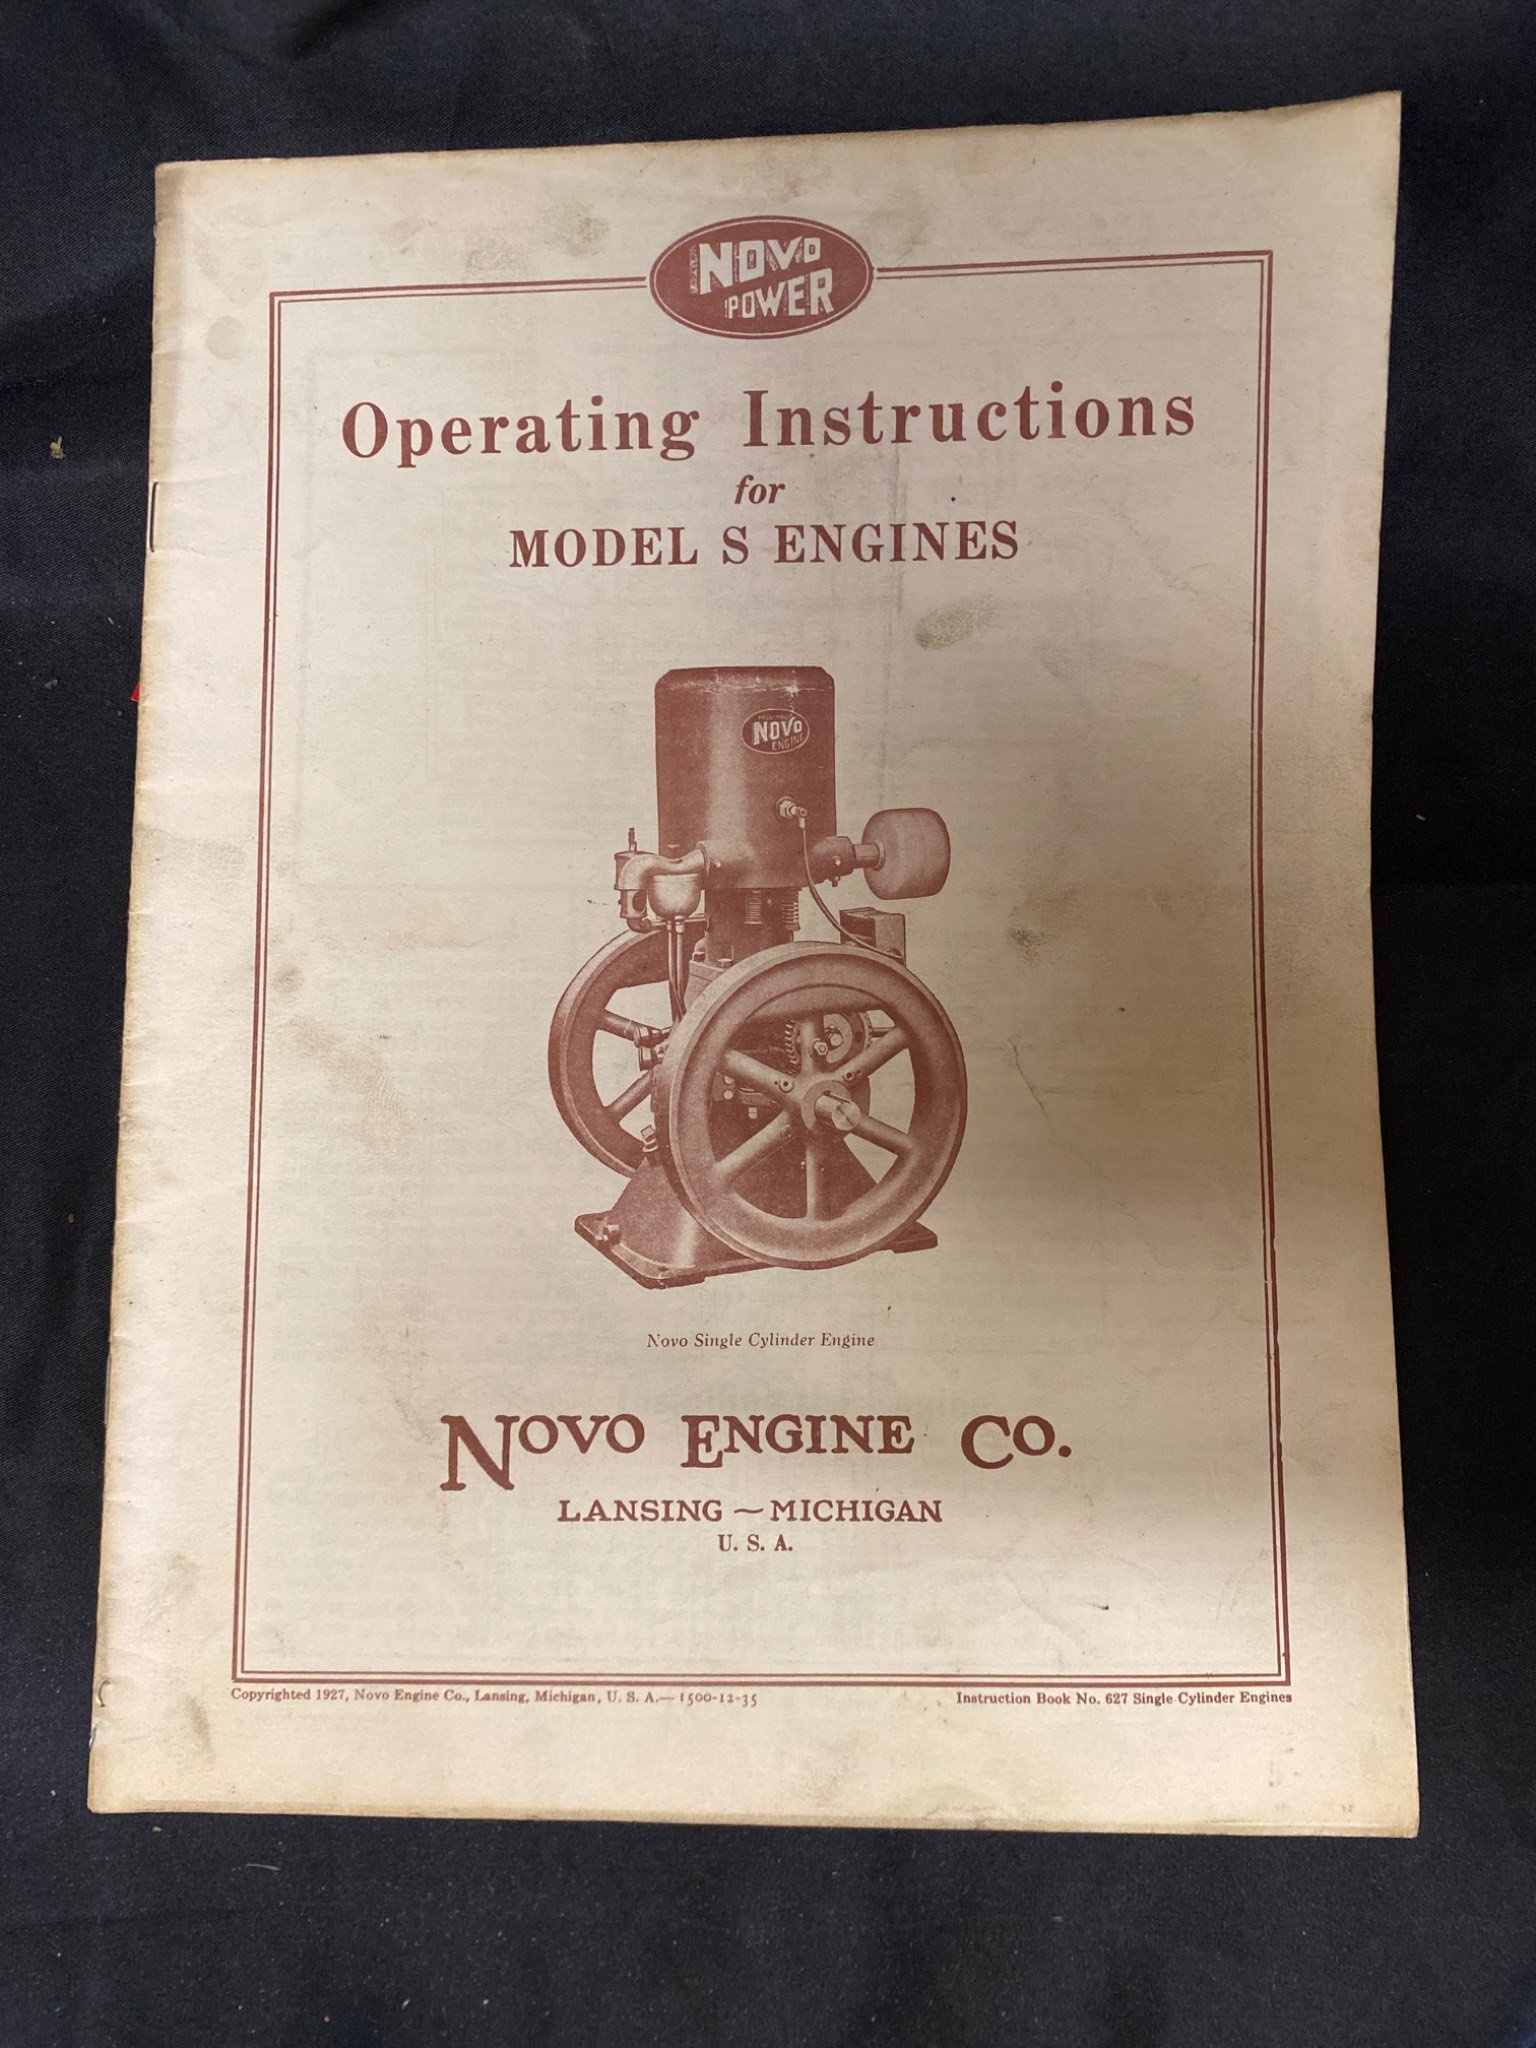 NOVO
POWER
Operating Instructions
for
MODEL S ENGINES
NOVO
ENGINE
Novo Single Cylinder Engine
NOVO ENGINE CO.
LANSING ~ MICHIGAN
U. S. A.
Copyrighted 1927, Novo Engine Co., Lansing, Michigan, U. S. A.— 1500-12-35
Instruction Book No. 627 Single Cylinder Engines